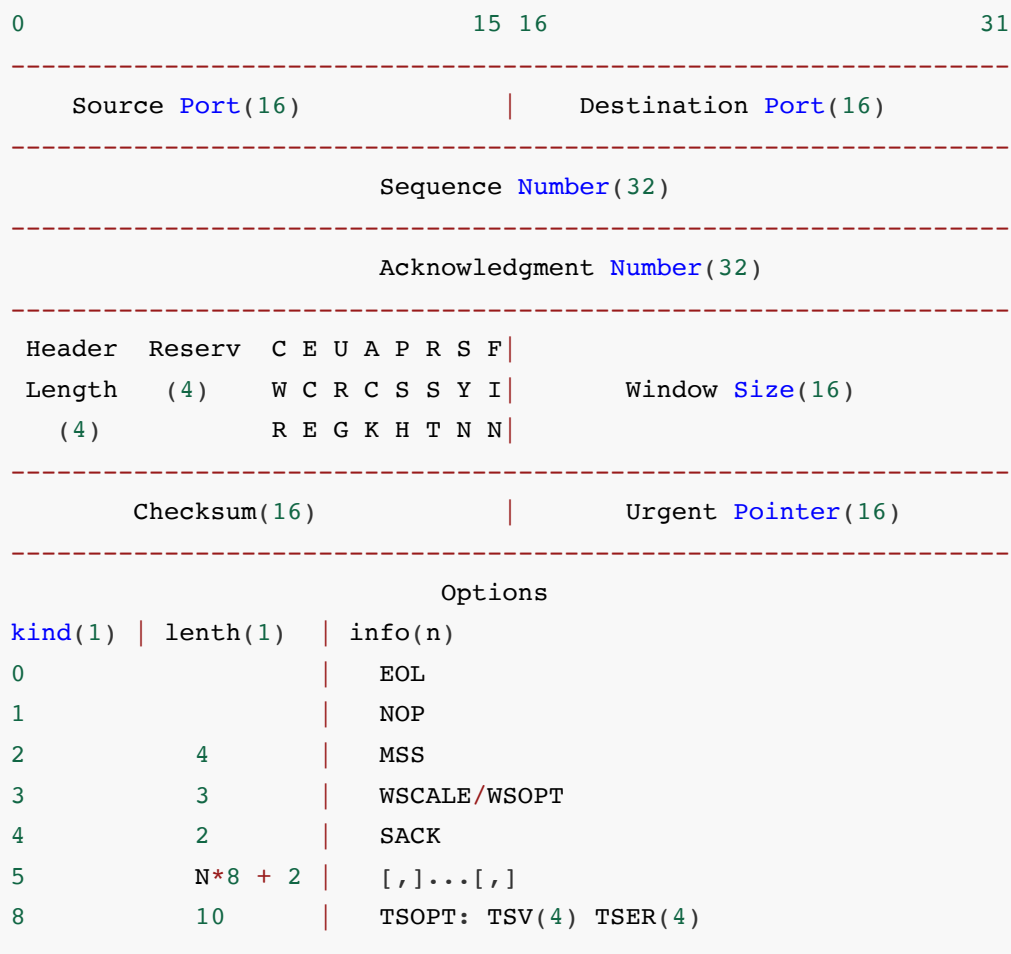 0                              15 16                            31
-----------------------------------------------------------------
    Source Port(16)              |    Destination Port(16)
-----------------------------------------------------------------
                        Sequence Number(32)
-----------------------------------------------------------------
                        Acknowledgment Number(32)
-----------------------------------------------------------------
 Header  Reserv  C E U A P R S F|
 Length   (4)    W C R C S S Y I|       Window Size(16)
   (4)           R E G K H T N N|
-----------------------------------------------------------------
        Checksum(16)            |       Urgent Pointer(16)
-----------------------------------------------------------------
                            Options
kind(1) | lenth(1)  | info(n)
0                   |   EOL
1                   |   NOP
2           4       |   MSS
3           3       |   WSCALE/WSOPT
4           2       |   SACK
5           N*8 + 2 |   [,]...[,]
8           10      |   TSOPT: TSV(4) TSER(4)